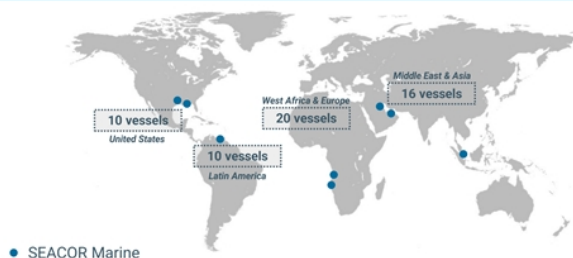 Middle East & Asia
16 vessels
West Africa & Europe
20 vessels
10 vessels
United States
10 vessels
Latin America
SEACOR Marine